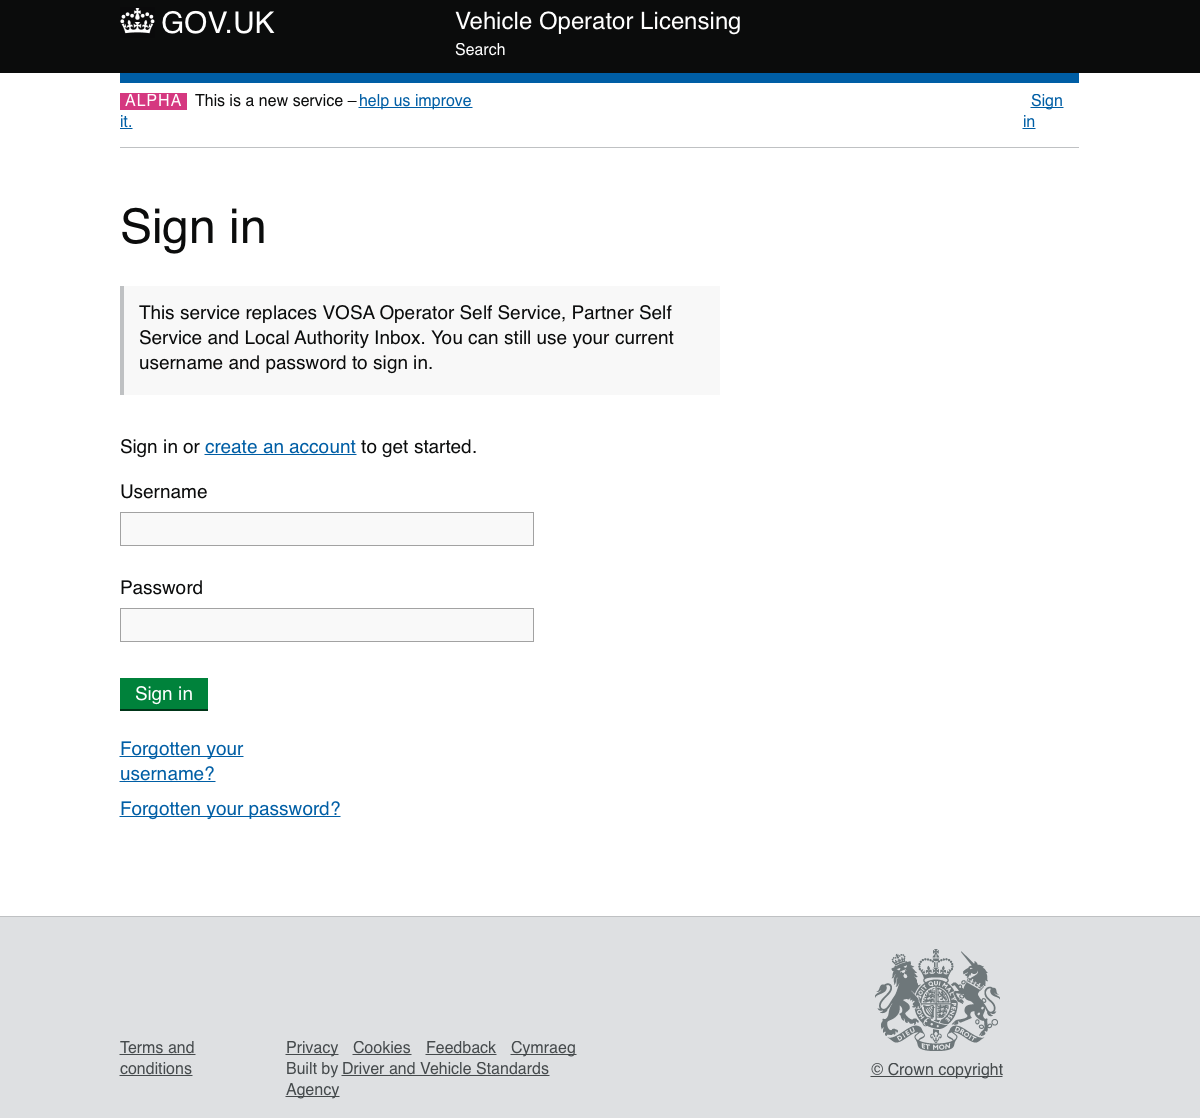 GOV.UK
Vehicle Operator Licensing
Search
ALPHA This is a new service – help us improve
it.
Sign
in
Sign in
This service replaces VOSA Operator Self Service, Partner Self
Service and Local Authority Inbox. You can still use your current
username and password to sign in.
Sign in or create an account to get started.
Username
Password
Sign in
Forgotten your
username?
Forgotten your password?
Terms and
conditions
Privacy Cookies Feedback Cymraeg
Built by Driver and Vehicle Standards
Agency
DIEU ET MON DROIT
© Crown copyright